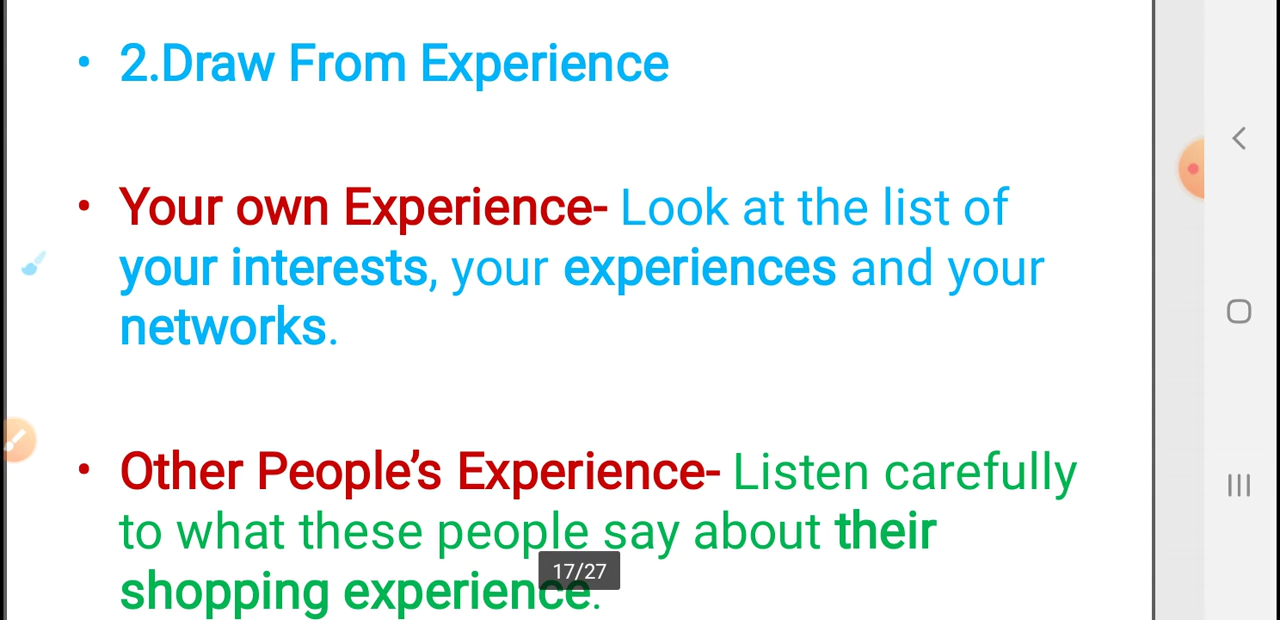 • 2.Draw From Experience
• Your own Experience- Look at the list of
your interests, your experiences and your
networks.
• Other People’s Experience- Listen carefully
to what these people say about their
shopping experience.
17/27